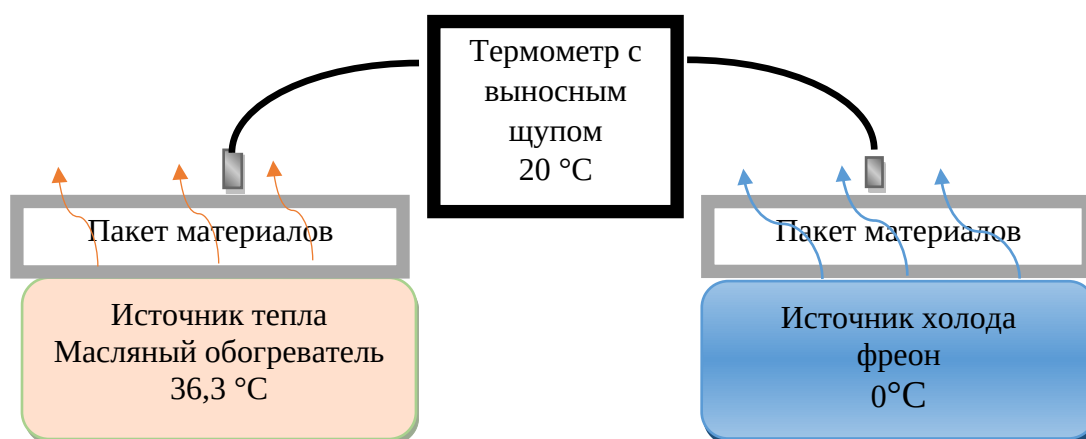 Термометр с
выносным
щупом
20 °C
Пакет материалов
Источник тепла
Масляный обогреватель
36,3 °C
Пакет материалов
Источник холода
фреон
0°C